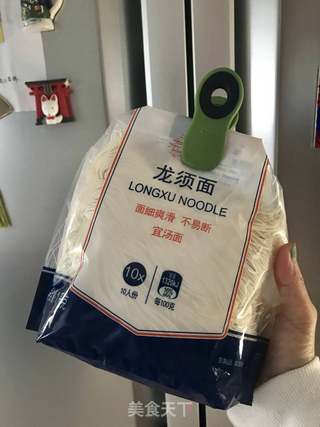 龙须面
LONGXU NOODLE
面细爽滑 不易断
宜汤面
10x
10人份
每100克
美食天下